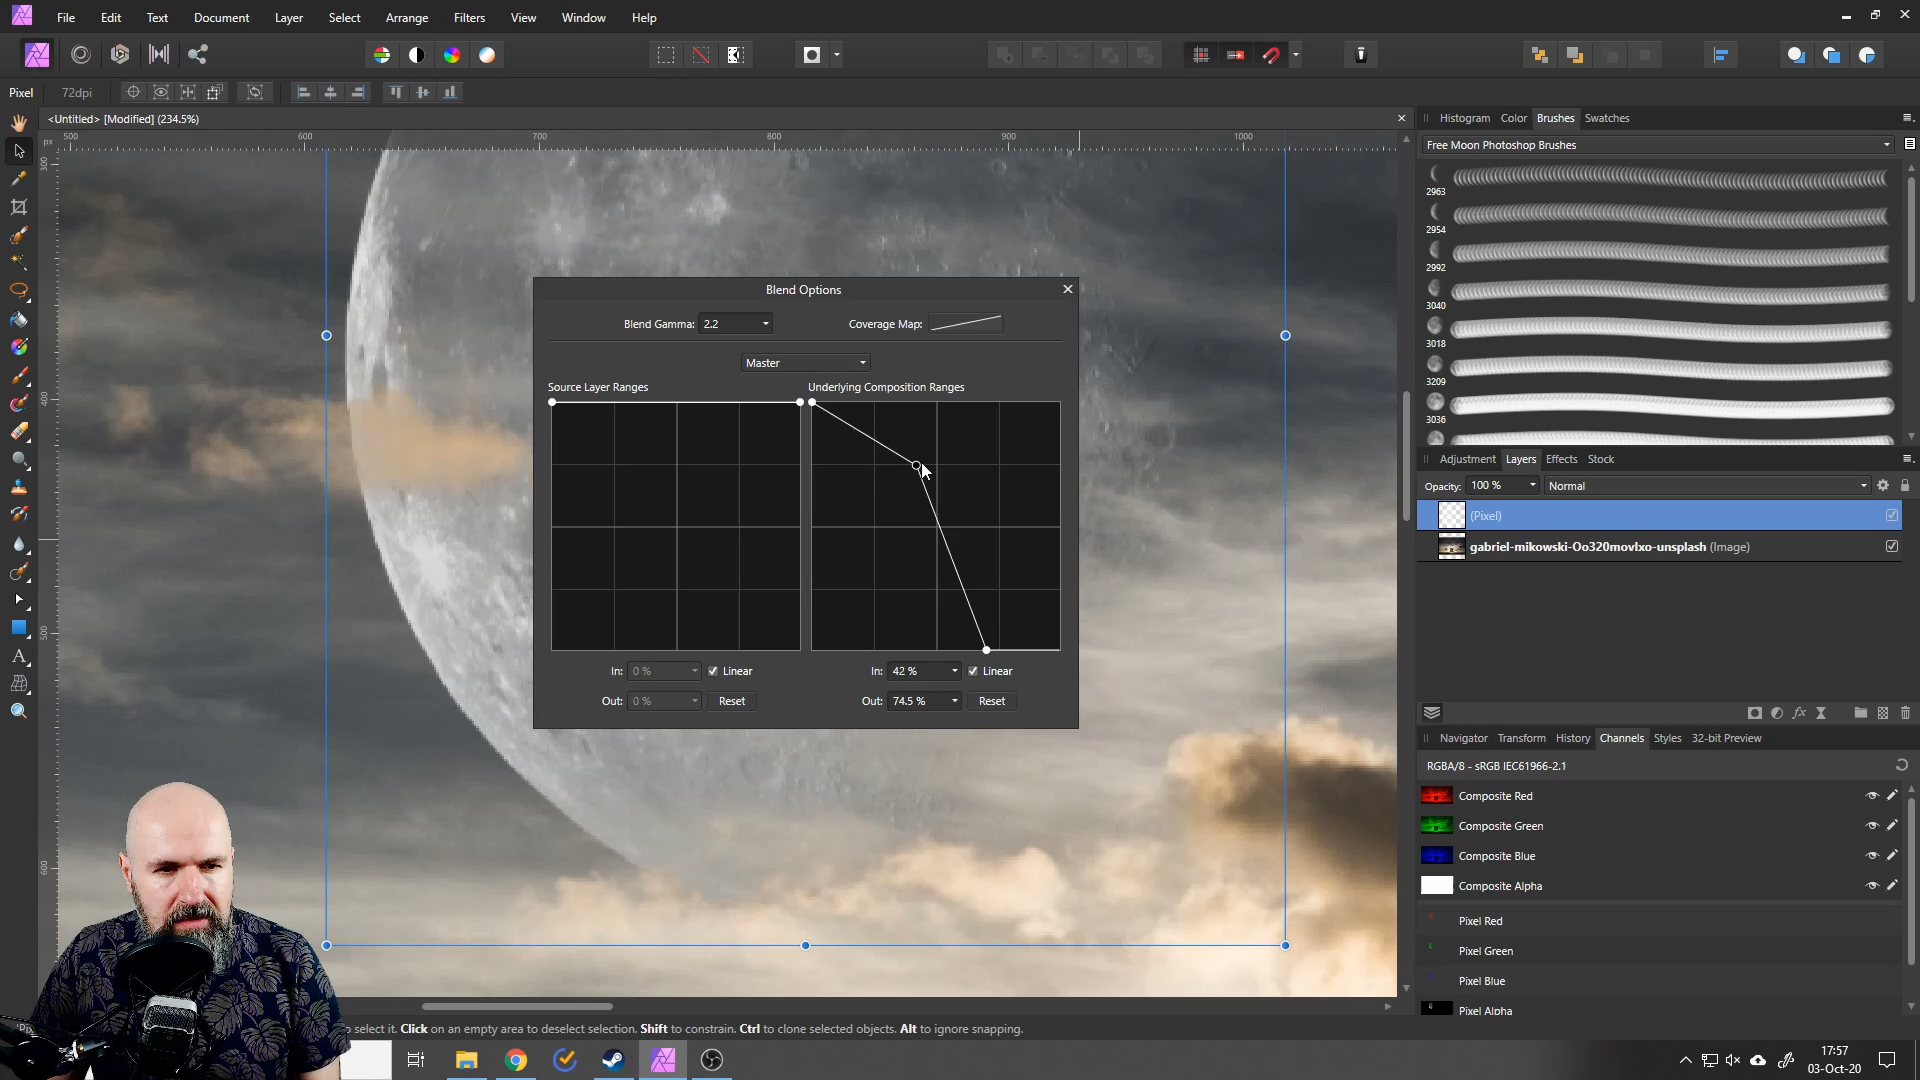 File Edit Text Document Layer Select Arrange Filters View Window Help
Pixel 72dpi
<Untitled> [Modified] (234.5%)
px 500 600 700 800 900 1000
300
400
500
600
Blend Options
Blend Gamma: 2.2 Coverage Map:
Master
Source Layer Ranges Underlying Composition Ranges
In: 0 % Linear In: 42 % Linear
Out: 0 % Reset Out: 74.5 % Reset
Histogram Color Brushes Swatches
Free Moon Photoshop Brushes
2963
2954
2992
3040
3018
3209
3036
Adjustment Layers Effects Stock
Opacity: 100 % Normal
(Pixel)
gabriel-mikowski-Oo320movIxo-unsplash (Image)
fx
Navigator Transform History Channels Styles 32-bit Preview
RGBA/8 - sRGB IEC61966-2.1
Composite Red
Composite Green
Composite Blue
Composite Alpha
Pixel Red
Pixel Green
Pixel Blue
Pixel Alpha
select it. Click on an empty area to deselect selection. Shift to constrain. Ctrl to clone selected objects. Alt to ignore snapping.
17:57
03-Oct-20